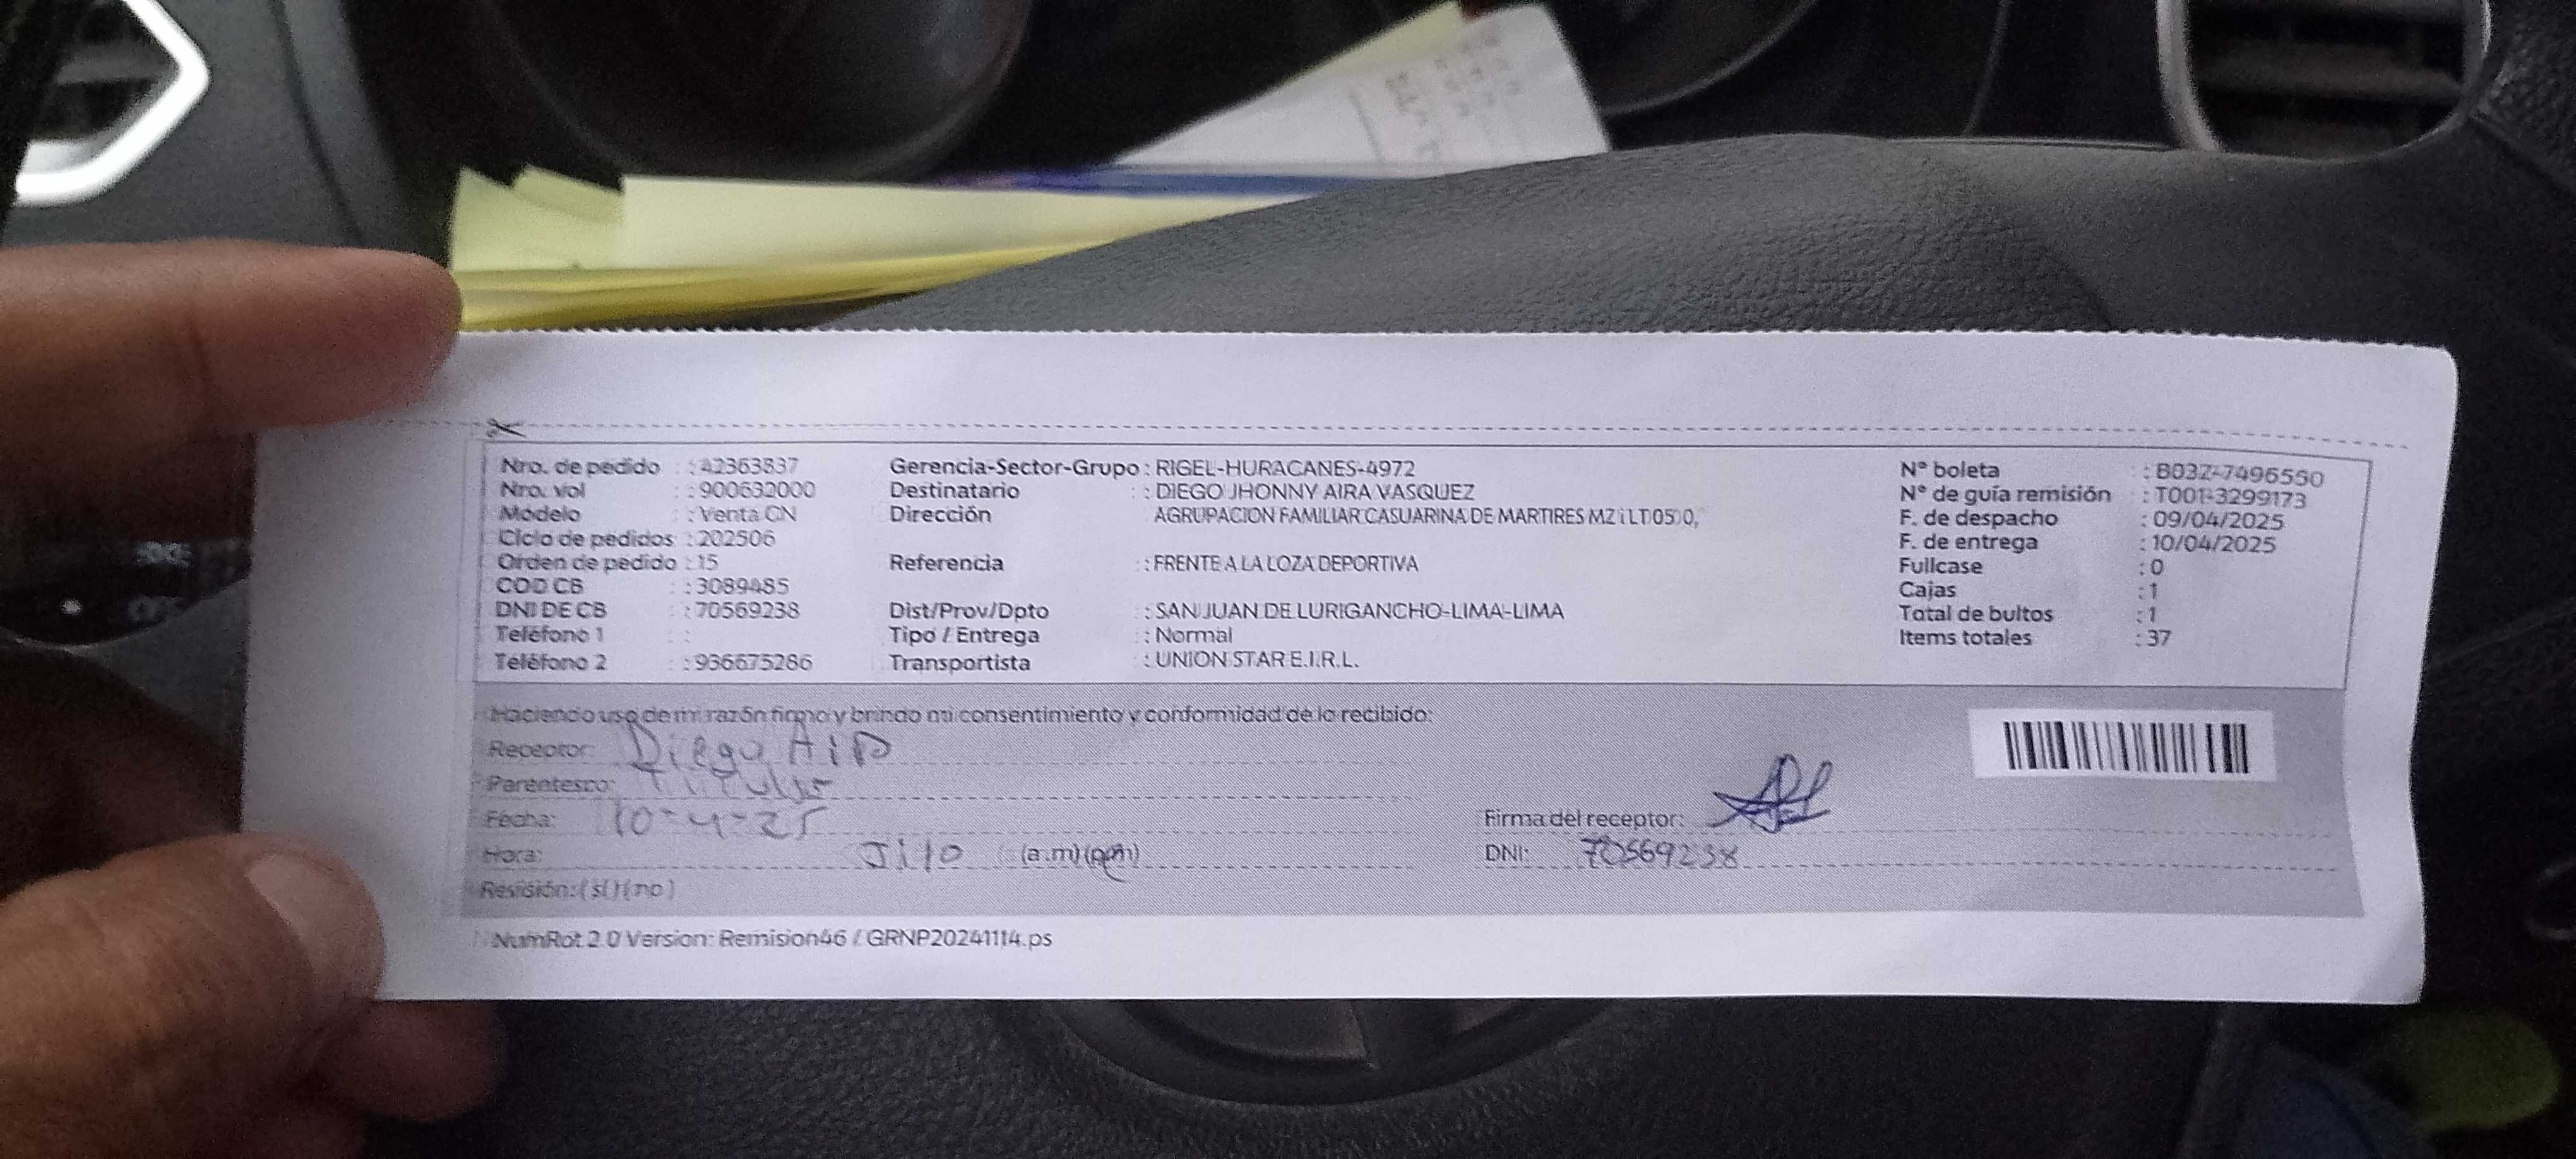 Nro. de pedido : 42363837
Nro. vol : 900632000
Modelo : Venta CN
Ciclo de pedidos : 202506
Orden de pedido : 15
COD CB : 3089485
DNI DE CB : 70569238
Teléfono 1 :
Teléfono 2 : 936675286
Gerencia-Sector-Grupo : RIGEL-HURACANES-4972
Destinatario : DIEGO JHONNY AIRA VASQUEZ
Dirección AGRUPACION FAMILIAR CASUARINA DE MARTIRES MZ i LT 0500,
Referencia : FRENTE A LA LOZA DEPORTIVA
Dist/Prov/Dpto : SAN JUAN DE LURIGANCHO-LIMA-LIMA
Tipo / Entrega : Normal
Transportista : UNION STAR E.I.R.L.
N° boleta : B032-7496550
N° de guía remisión : T001-3299173
F. de despacho : 09/04/2025
F. de entrega : 10/04/2025
Fullcase : 0
Cajas : 1
Total de bultos : 1
Items totales : 37
Haciendo uso de mi razón firmo y brindo mi consentimiento y conformidad de lo recibido:
Receptor: Diego
Parentesco:
Fecha: 10-4-25
Hora: (a.m)(pm)
Resisión: (si) (no)
Firma del receptor:
DNI: 70569238
NumRot 2.0 Version: Remision46 / GRNP20241114.ps